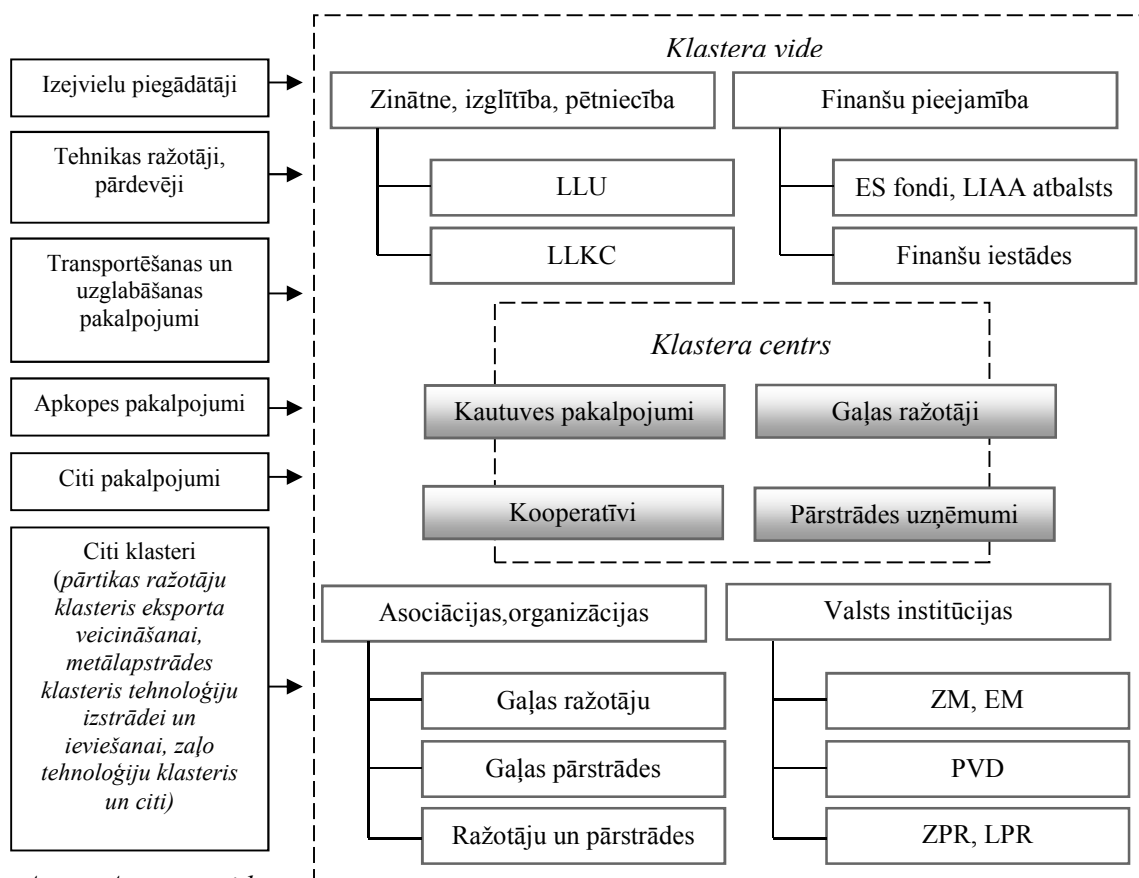 Klastera vide
Izejvielu piegādātāji
Tehnikas ražotāji,
pārdevēji
Transportēšanas un
uzglabāšanas
pakalpojumi
Apkopes pakalpojumi
Citi pakalpojumi
Citi klasteri
(pārtikas ražotāju
klasteris eksporta
veicināšanai,
metālapstrādes
klasteris tehnoloģiju
izstrādei un
ieviešanai, zaļo
tehnoloģiju klasteris
un citi)
Zinātne, izglītība, pētniecība
LLU
LLKC
Finanšu pieejamība
ES fondi, LIAA atbalsts
Finanšu iestādes
Klastera centrs
Kautuves pakalpojumi
Gaļas ražotāji
Kooperatīvi
Pārstrādes uzņēmumi
Asociācijas,organizācijas
Gaļas ražotāju
Gaļas pārstrādes
Ražotāju un pārstrādes
Valsts institūcijas
ZM, EM
PVD
ZPR, LPR